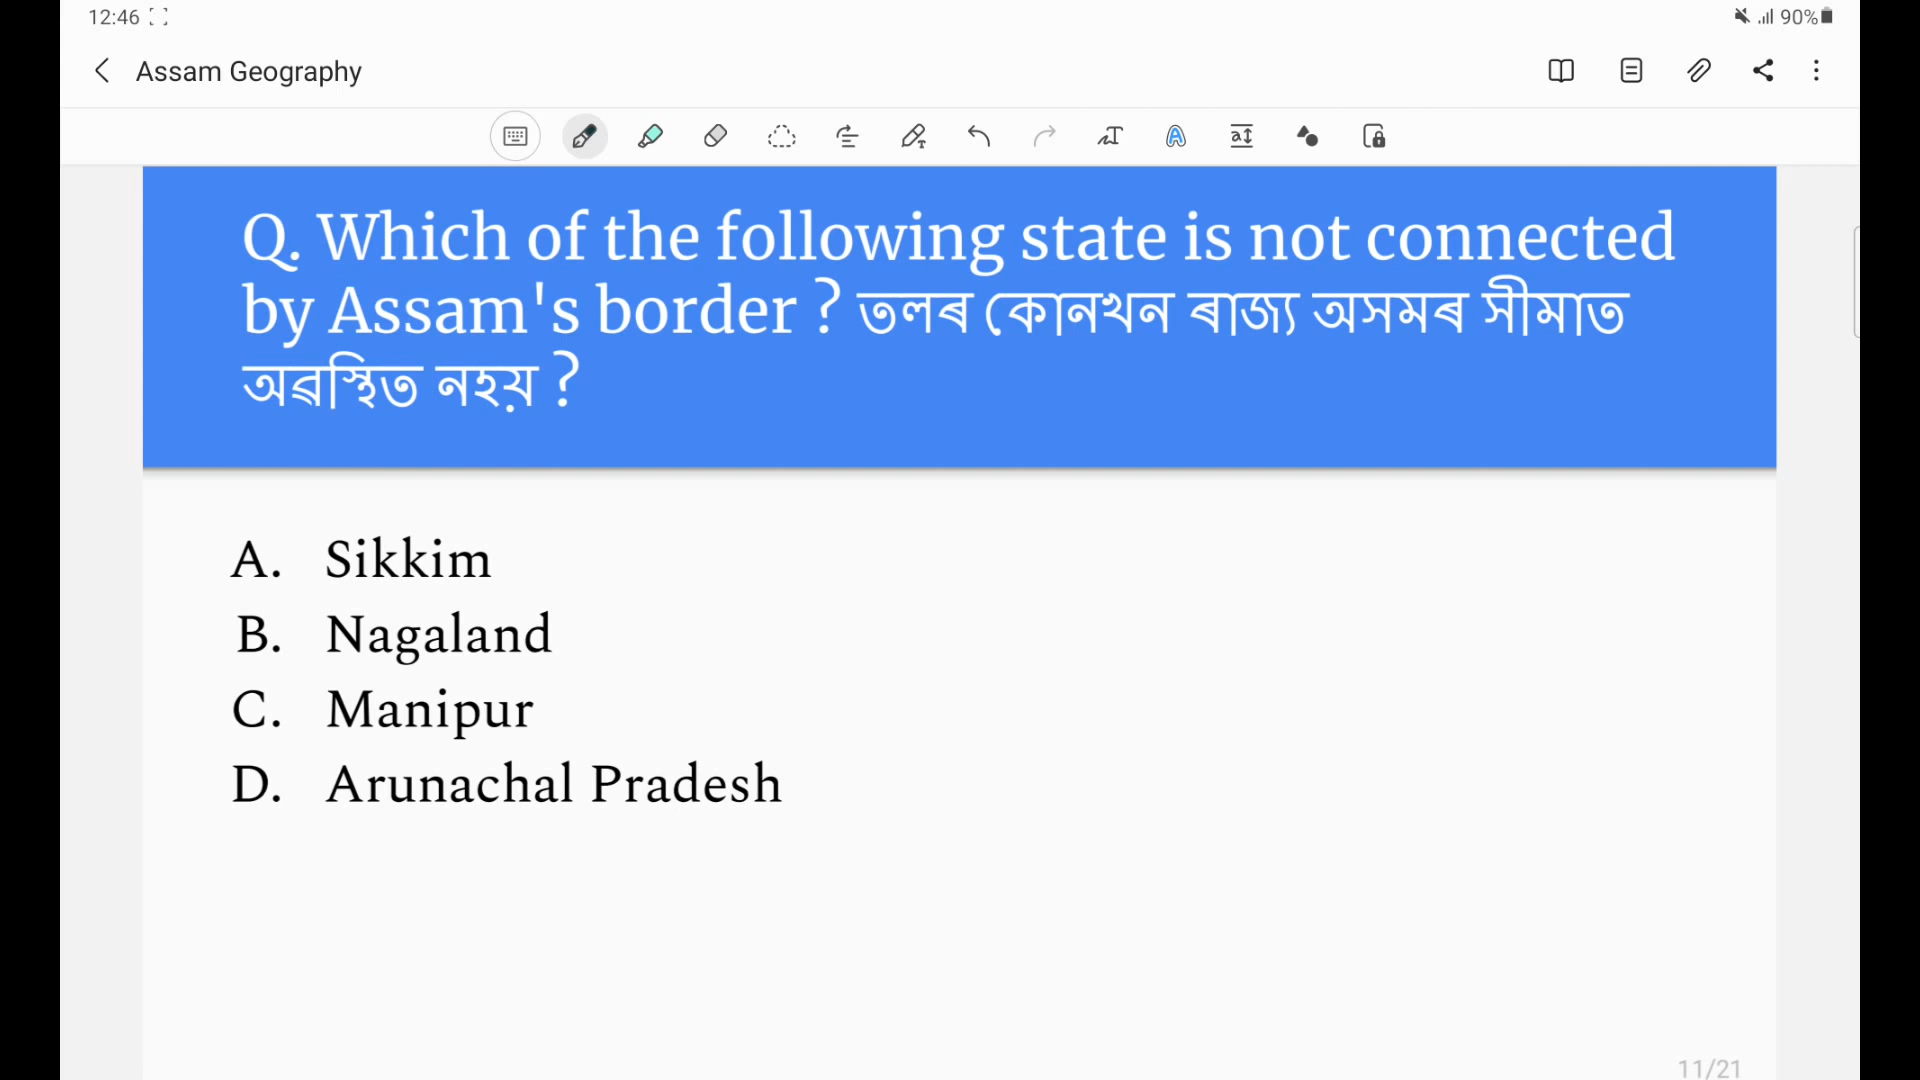 12:46
90%
Assam Geography
Q. Which of the following state is not connected
by Assam's border ? তলৰ কোনখন ৰাজ্য অসমৰ সীমাত
অৱস্থিত নহয় ?
A. Sikkim
B. Nagaland
C. Manipur
D. Arunachal Pradesh
11/21